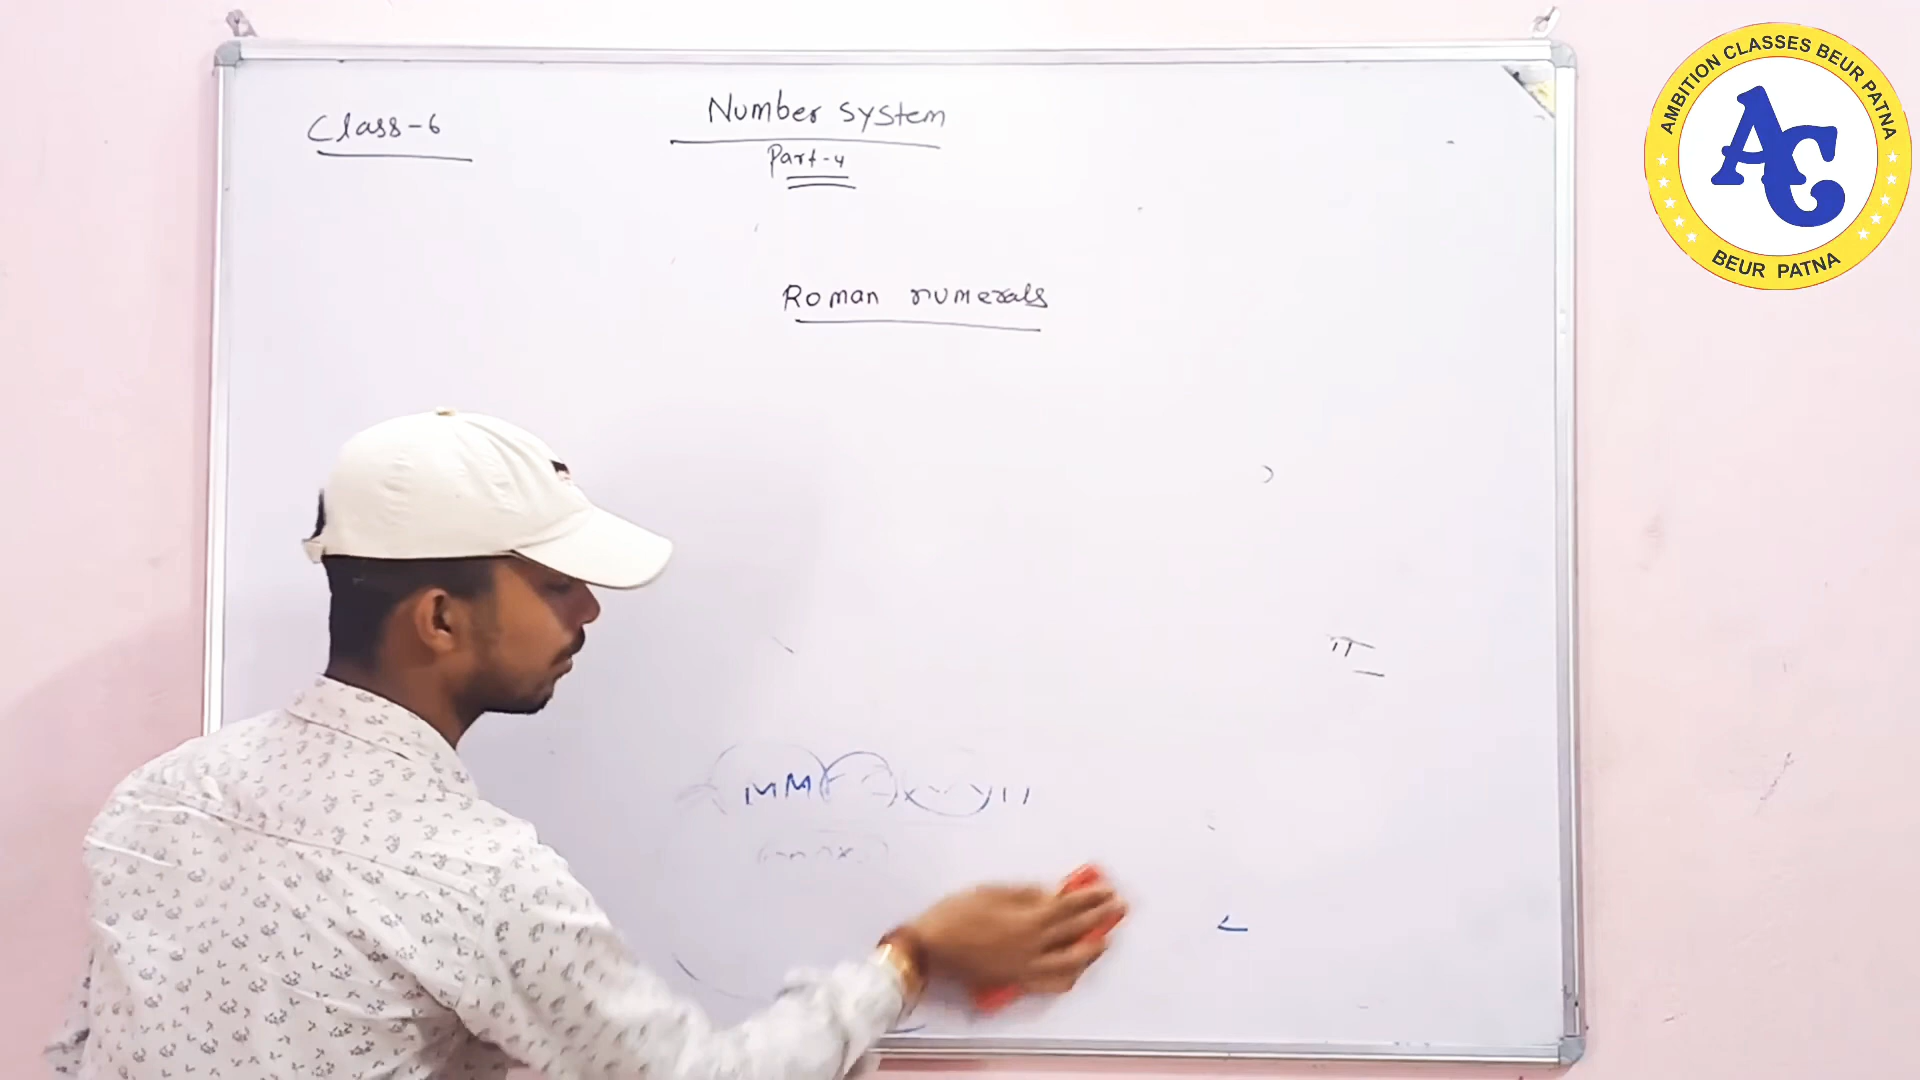 Class-6
Number system
Part-4
Roman numerals
MM
AMBITION CLASSES BEUR PATNA
AC
BEUR PATNA